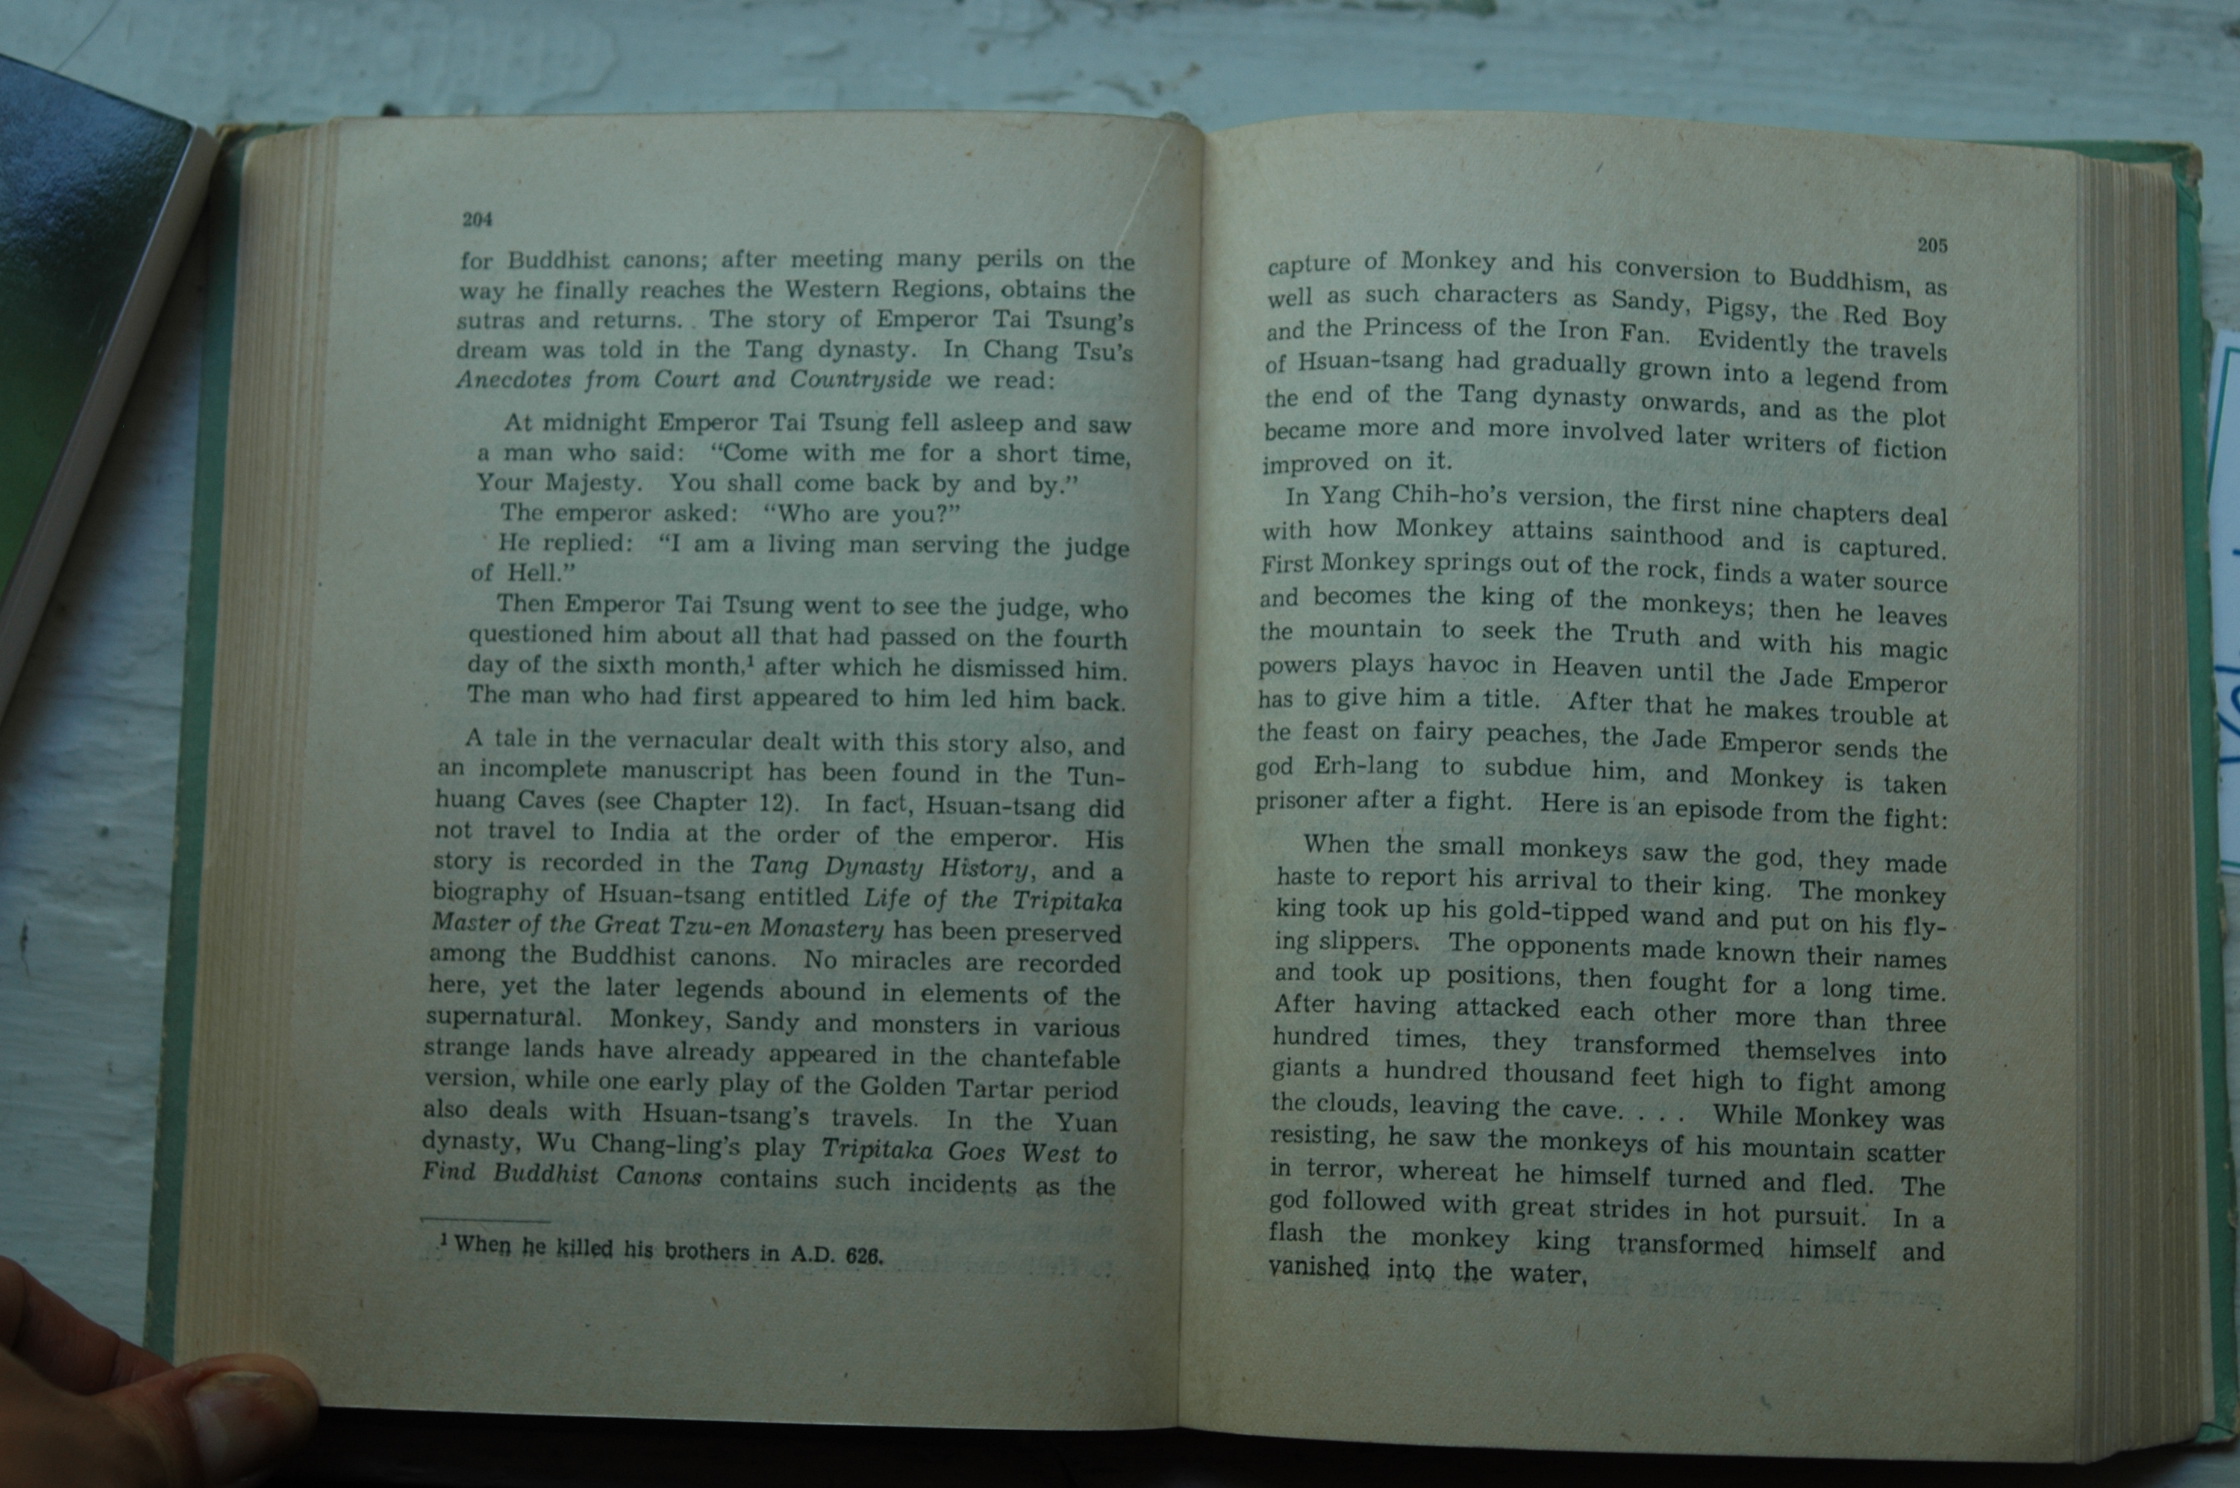 204
for Buddhist canons; after meeting many perils on the
way he finally reaches the Western Regions, obtains the
sutras and returns. The story of Emperor Tai Tsung's
dream was told in the Tang dynasty. In Chang Tsu's
Anecdotes from Court and Countryside we read:
At midnight Emperor Tai Tsung fell asleep and saw
a man who said: “Come with me for a short time,
Your Majesty. You shall come back by and by.”
The emperor asked: “Who are you?”
He replied: “I am a living man serving the judge
of Hell.”
Then Emperor Tai Tsung went to see the judge, who
questioned him about all that had passed on the fourth
day of the sixth month,¹ after which he dismissed him.
The man who had first appeared to him led him back.
A tale in the vernacular dealt with this story also, and
an incomplete manuscript has been found in the Tun-
huang Caves (see Chapter 12). In fact, Hsuan-tsang did
not travel to India at the order of the emperor. His
story is recorded in the Tang Dynasty History, and a
biography of Hsuan-tsang entitled Life of the Tripitaka
Master of the Great Tzu-en Monastery has been preserved
among the Buddhist canons. No miracles are recorded
here, yet the later legends abound in elements of the
supernatural. Monkey, Sandy and monsters in various
strange lands have already appeared in the chantefable
version, while one early play of the Golden Tartar period
also deals with Hsuan-tsang's travels. In the Yuan
dynasty, Wu Chang-ling's play Tripitaka Goes West to
Find Buddhist Canons contains such incidents as the
¹ When he killed his brothers in A.D. 626.
205
capture of Monkey and his conversion to Buddhism, as
well as such characters as Sandy, Pigsy, the Red Boy
and the Princess of the Iron Fan. Evidently the travels
of Hsuan-tsang had gradually grown into a legend from
the end of the Tang dynasty onwards, and as the plot
became more and more involved later writers of fiction
improved on it.
In Yang Chih-ho's version, the first nine chapters deal
with how Monkey attains sainthood and is captured.
First Monkey springs out of the rock, finds a water source
and becomes the king of the monkeys; then he leaves
the mountain to seek the Truth and with his magic
powers plays havoc in Heaven until the Jade Emperor
has to give him a title. After that he makes trouble at
the feast on fairy peaches, the Jade Emperor sends the
god Erh-lang to subdue him, and Monkey is taken
prisoner after a fight. Here is an episode from the fight:
When the small monkeys saw the god, they made
haste to report his arrival to their king. The monkey
king took up his gold-tipped wand and put on his fly-
ing slippers. The opponents made known their names
and took up positions, then fought for a long time.
After having attacked each other more than three
hundred times, they transformed themselves into
giants a hundred thousand feet high to fight among
the clouds, leaving the cave. . . . While Monkey was
resisting, he saw the monkeys of his mountain scatter
in terror, whereat he himself turned and fled. The
god followed with great strides in hot pursuit. In a
flash the monkey king transformed himself and
vanished into the water,